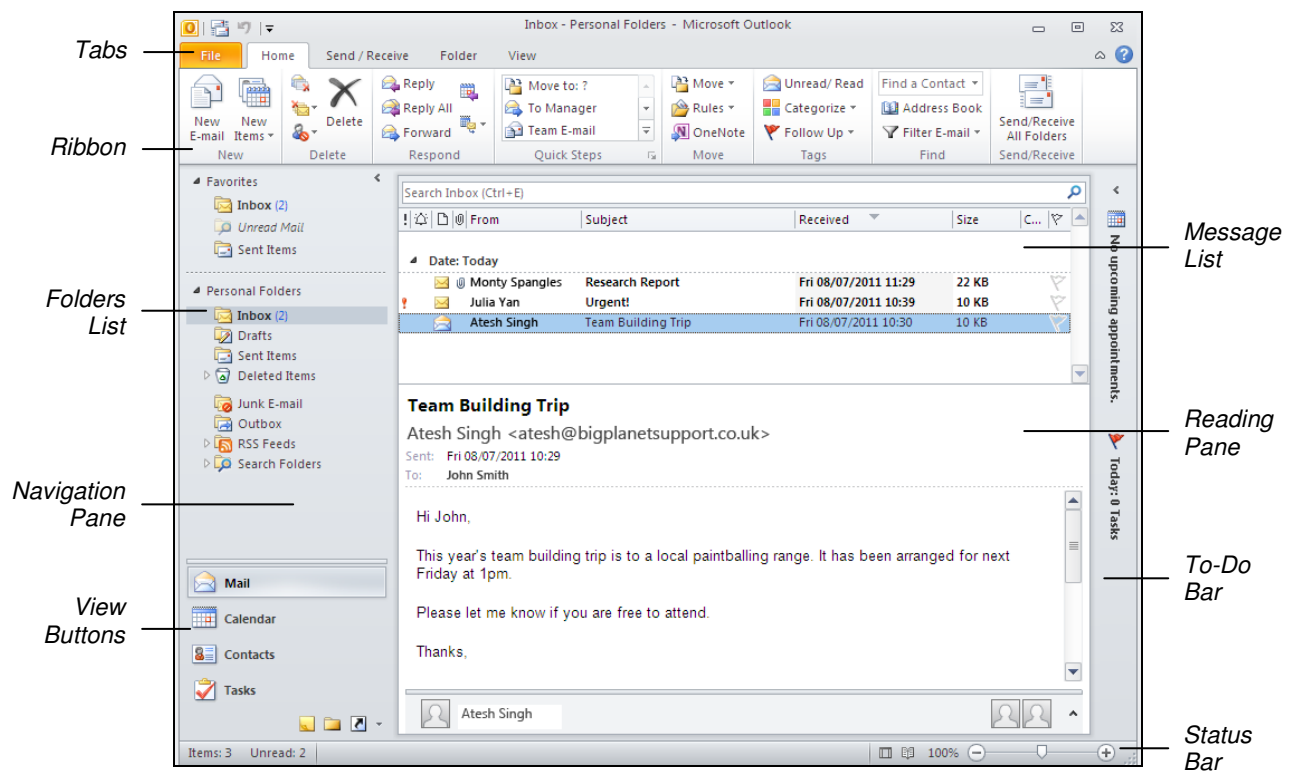 Inbox - Personal Folders - Microsoft Outlook
Tabs
File Home Send / Receive Folder View
New E-mail
New Items
Delete
Reply
Reply All
Forward
Move to: ?
To Manager
Team E-mail
Move
Rules
OneNote
Unread/ Read
Categorize
Follow Up
Find a Contact
Address Book
Filter E-mail
Send/Receive
All Folders
Ribbon
New Delete Respond Quick Steps Move Tags Find Send/Receive
Favorites
Inbox (2)
Unread Mail
Sent Items
Folders
List
Personal Folders
Inbox (2)
Drafts
Sent Items
Deleted Items
Junk E-mail
Outbox
RSS Feeds
Search Folders
Navigation
Pane
View
Buttons
Mail
Calendar
Contacts
Tasks
Search Inbox (Ctrl+E)
! From Subject Received Size C...
Date: Today
Monty Spangles Research Report Fri 08/07/2011 11:29 22 KB
! Julia Yan Urgent! Fri 08/07/2011 10:39 10 KB
Atesh Singh Team Building Trip Fri 08/07/2011 10:30 10 KB
Message
List
Team Building Trip
Atesh Singh <atesh@bigplanetsupport.co.uk>
Sent: Fri 08/07/2011 10:29
To: John Smith
Reading
Pane
Hi John,
This year's team building trip is to a local paintballing range. It has been arranged for next
Friday at 1pm.
Please let me know if you are free to attend.
Thanks,
Atesh Singh
No upcoming appointments.
Today: 0 Tasks
To-Do
Bar
Items: 3 Unread: 2
100%
Status
Bar